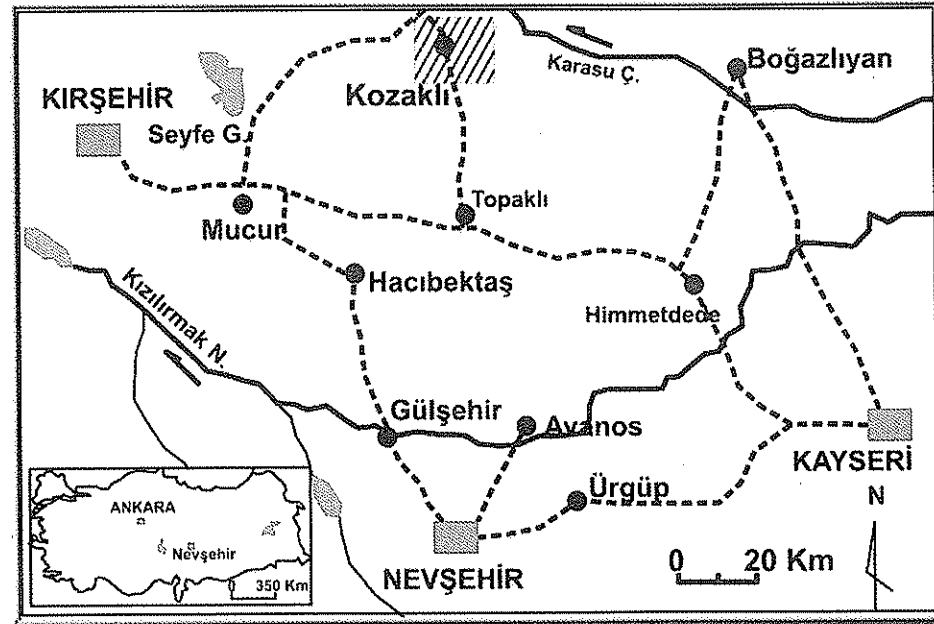 Karasu Ç.
Boğazlıyan
KIRŞEHİR
Kozaklı
Seyfe G.
Topaklı
Mucur
Hacıbektaş
Himmetdede
Kızılırmak N.
Gülşehir
Avanos
KAYSERİ
Ürgüp
N
NEVŞEHİR
0 20 Km
ANKARA
Nevşehir
0 350 Km